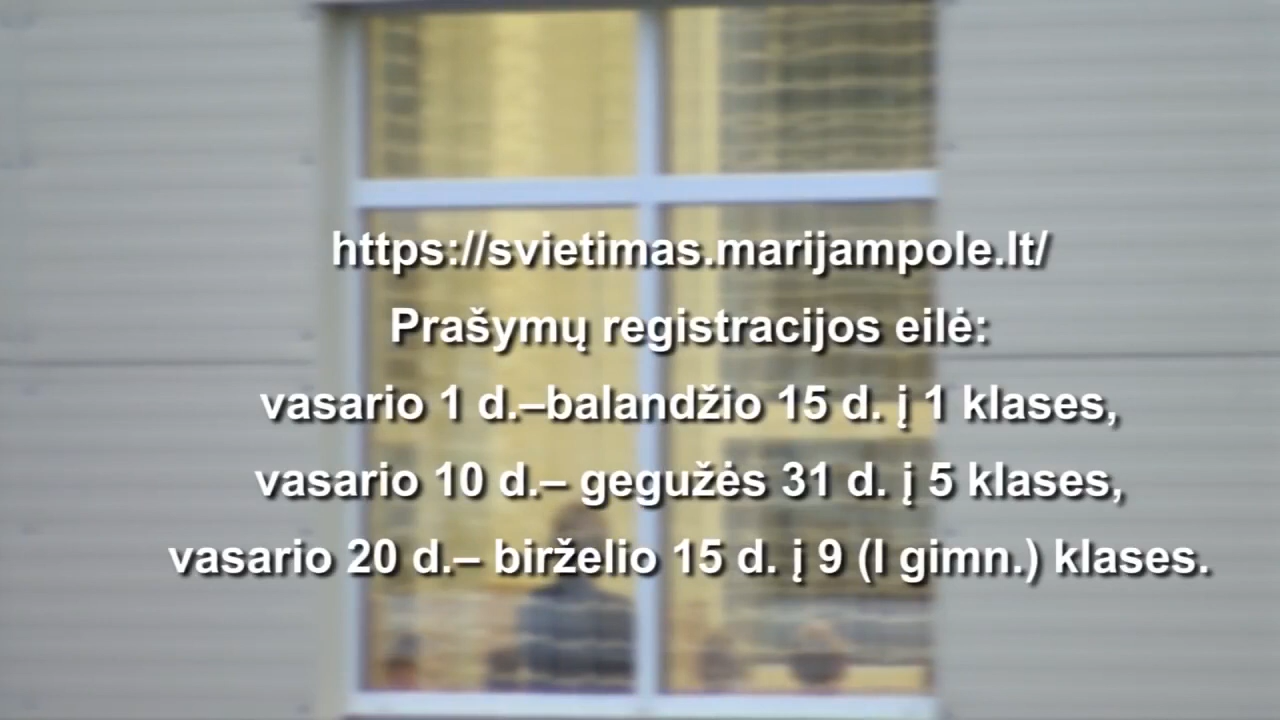 https://svietimas.marijampole.lt/
Prašymų registracijos eilė:
vasario 1 d.–balandžio 15 d. į 1 klases,
vasario 10 d.– gegužės 31 d. į 5 klases,
vasario 20 d.– birželio 15 d. į 9 (I gimn.) klases.